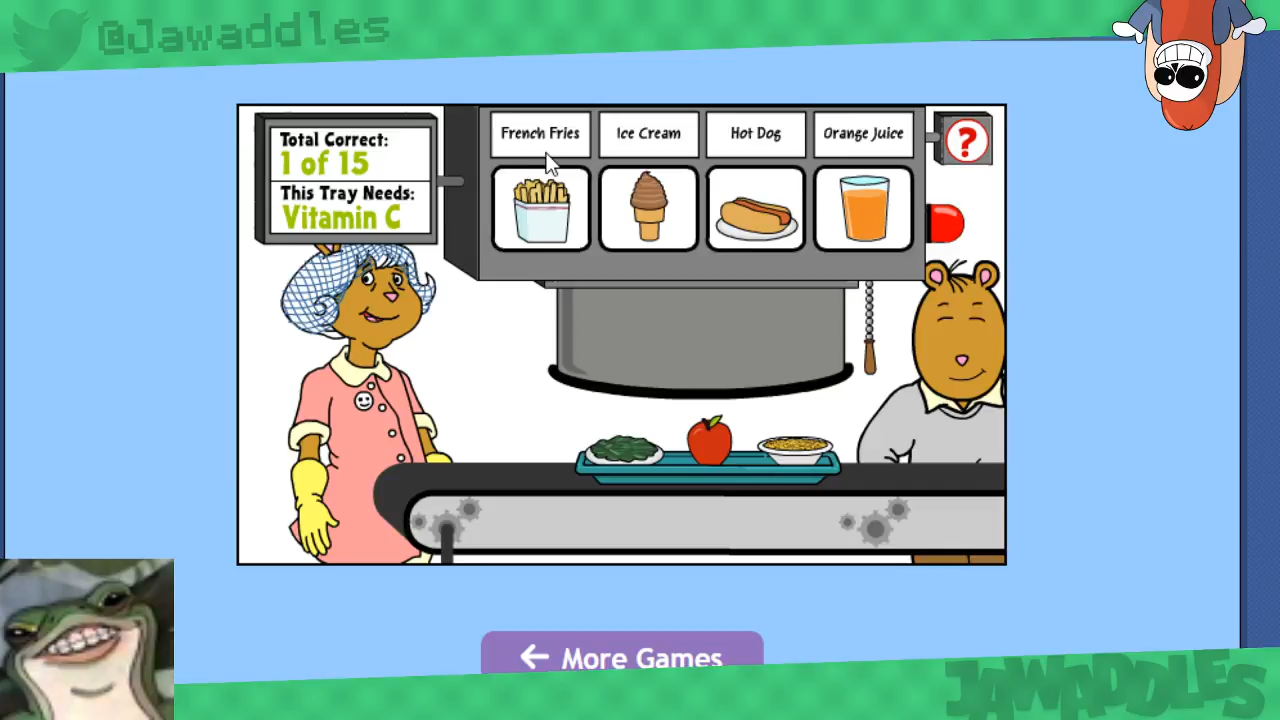 @Jawaddles
Total Correct:
1 of 15
This Tray Needs:
Vitamin C
French Fries
Ice Cream
Hot Dog
Orange Juice
?
← More Games
JAWADDLES